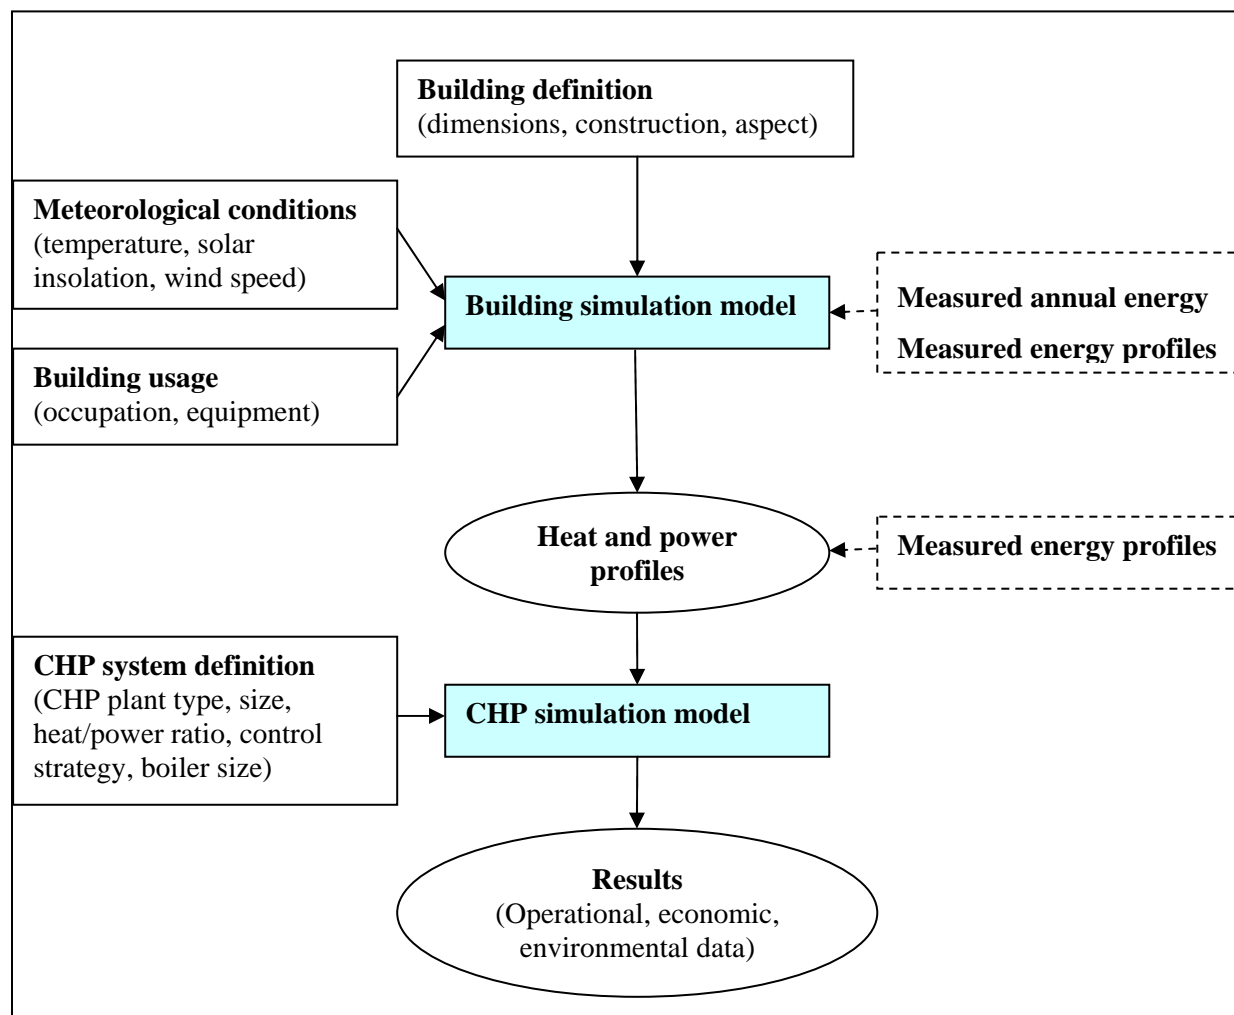 Building definition
(dimensions, construction, aspect)
Meteorological conditions
(temperature, solar
insolation, wind speed)
Building simulation model
Measured annual energy
Measured energy profiles
Building usage
(occupation, equipment)
Heat and power
profiles
Measured energy profiles
CHP system definition
(CHP plant type, size,
heat/power ratio, control
strategy, boiler size)
CHP simulation model
Results
(Operational, economic,
environmental data)